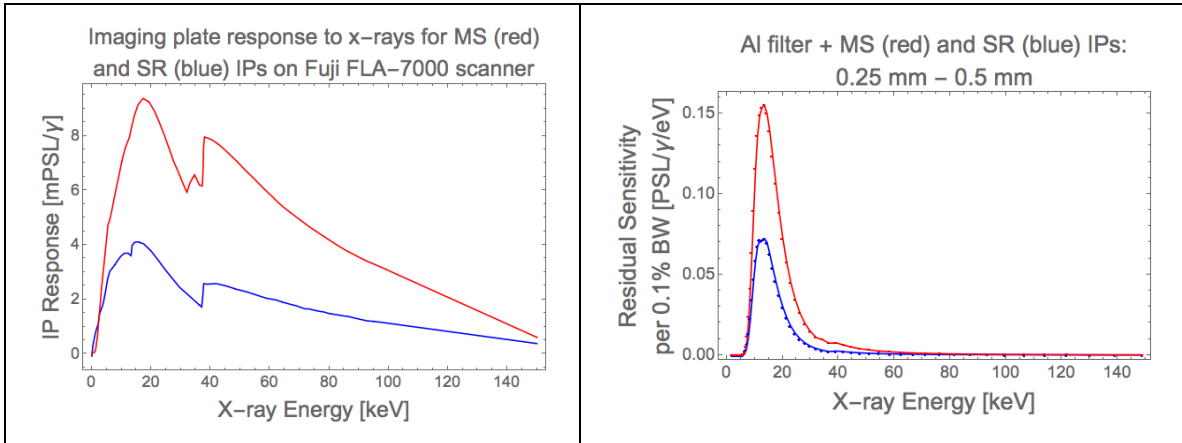 Imaging plate response to x−rays for MS (red)
and SR (blue) IPs on Fuji FLA−7000 scanner
IP Response [mPSL/γ]
8
6
4
2
0
0 20 40 60 80 100 120 140
X−ray Energy [keV]
Al filter + MS (red) and SR (blue) IPs:
0.25 mm − 0.5 mm
Residual Sensitivity
per 0.1% BW [PSL/γ/eV]
0.15
0.10
0.05
0.00
0 20 40 60 80 100 120 140
X−ray Energy [keV]